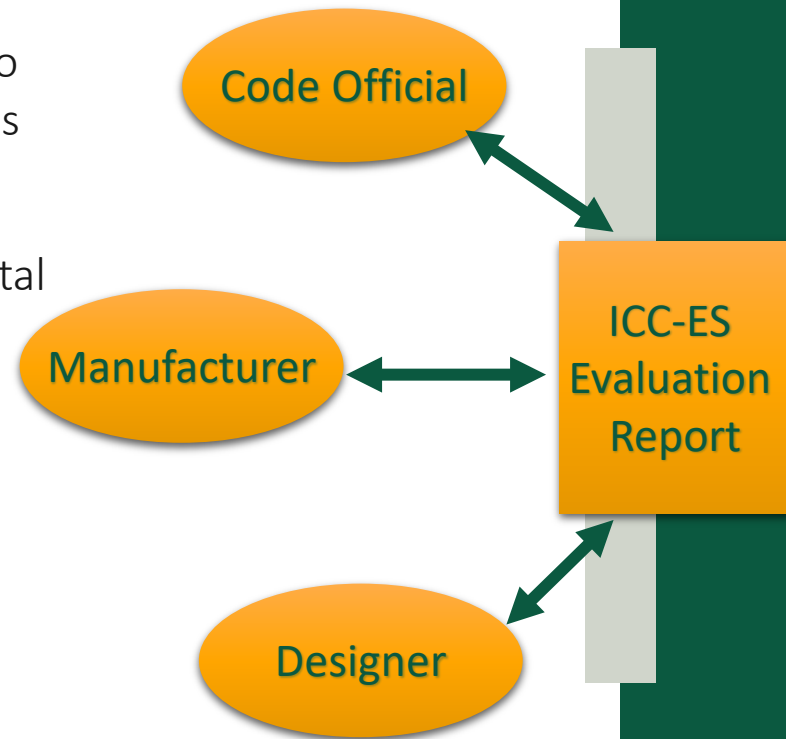 Code Official
Manufacturer
ICC-ES
Evaluation
Report
Designer